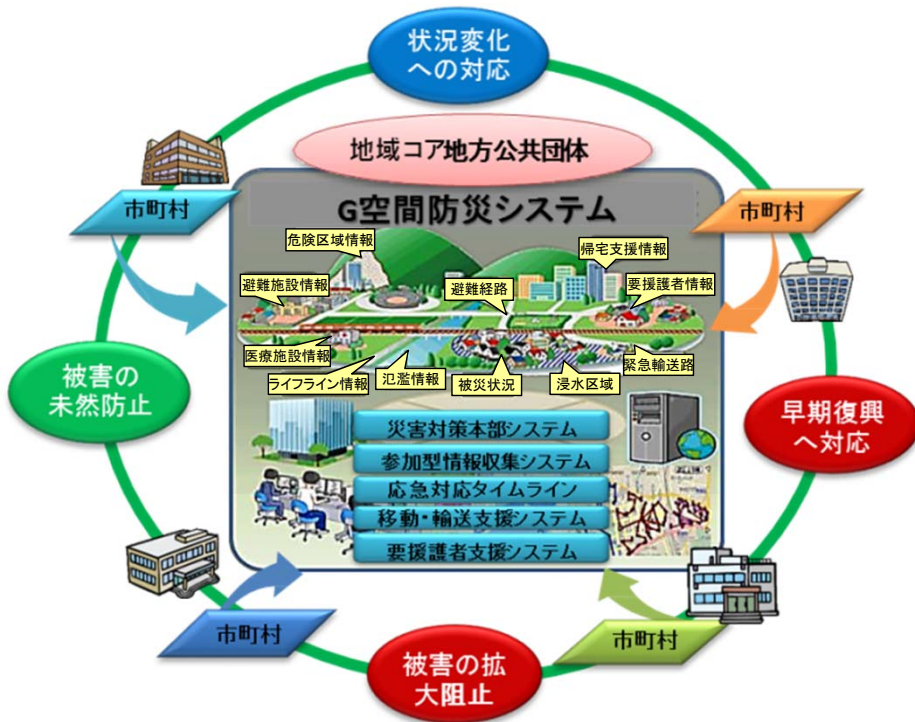 状況変化
への対応
地域コア地方公共団体
市町村
G空間防災システム
市町村
危険区域情報
帰宅支援情報
避難施設情報
避難経路
要援護者情報
医療施設情報
ライフライン情報
氾濫情報
被災状況
浸水区域
緊急輸送路
被害の
未然防止
早期復興
へ対応
災害対策本部システム
参加型情報収集システム
応急対応タイムライン
移動・輸送支援システム
要援護者支援システム
市町村
市町村
被害の拡
大阻止